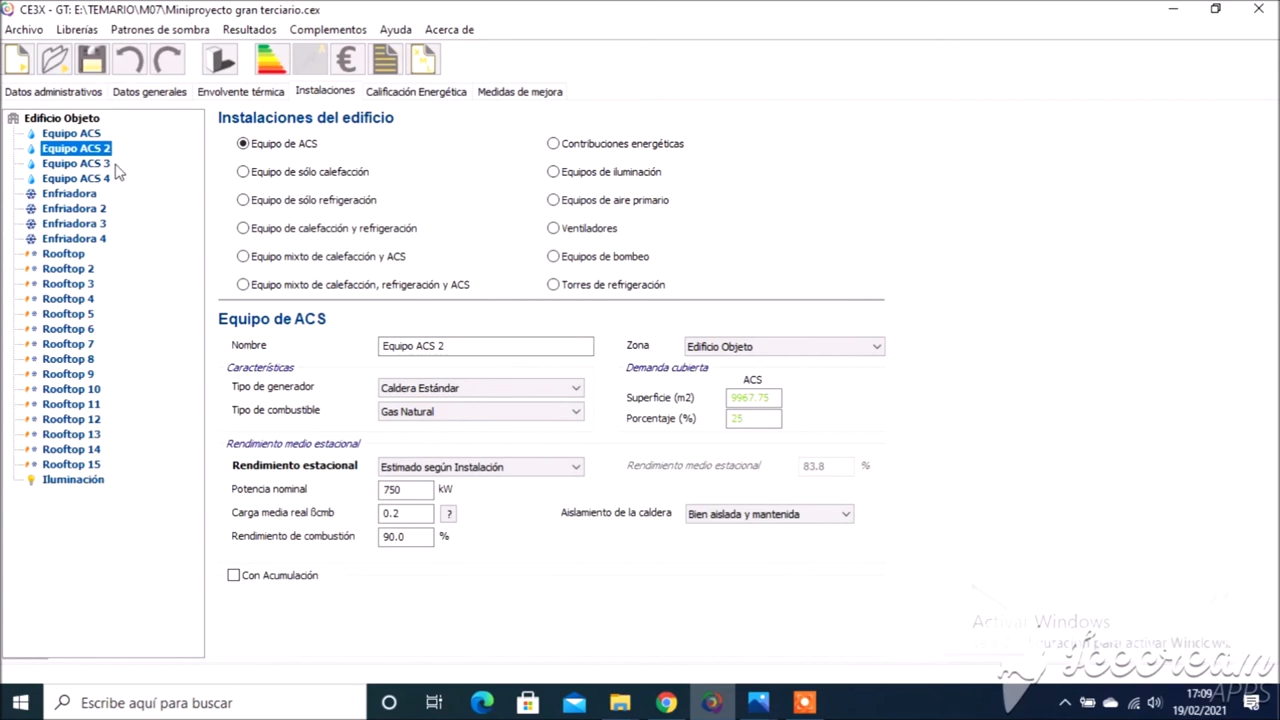 CE3X - GT: E:\TEMARIO\M07\Miniproyecto gran terciario.cex
Archivo Librerías Patrones de sombra Resultados Complementos Ayuda Acerca de
Datos administrativos Datos generales Envolvente térmica Instalaciones Calificación Energética Medidas de mejora
Edificio Objeto
Equipo ACS
Equipo ACS 2
Equipo ACS 3
Equipo ACS 4
Enfriadora
Enfriadora 2
Enfriadora 3
Enfriadora 4
Rooftop
Rooftop 2
Rooftop 3
Rooftop 4
Rooftop 5
Rooftop 6
Rooftop 7
Rooftop 8
Rooftop 9
Rooftop 10
Rooftop 11
Rooftop 12
Rooftop 13
Rooftop 14
Rooftop 15
Iluminación
Instalaciones del edificio
Equipo de ACS Contribuciones energéticas
Equipo de sólo calefacción Equipos de iluminación
Equipo de sólo refrigeración Equipos de aire primario
Equipo de calefacción y refrigeración Ventiladores
Equipo mixto de calefacción y ACS Equipos de bombeo
Equipo mixto de calefacción, refrigeración y ACS Torres de refrigeración
Equipo de ACS
Nombre Equipo ACS 2 Zona Edificio Objeto
Características Demanda cubierta
ACS
Tipo de generador Caldera Estándar Superficie (m2) 9967.75
Tipo de combustible Gas Natural Porcentaje (%) 25
Rendimiento medio estacional
Rendimiento estacional Estimado según Instalación Rendimiento medio estacional 83.8 %
Potencia nominal 750 kW
Carga media real βcmb 0.2 ? Aislamiento de la caldera Bien aislada y mantenida
Rendimiento de combustión 90.0 %
Con Acumulación
Activar Windows
para activar Windows.
Icecream
APPS
Escribe aquí para buscar
17:09
19/02/2021